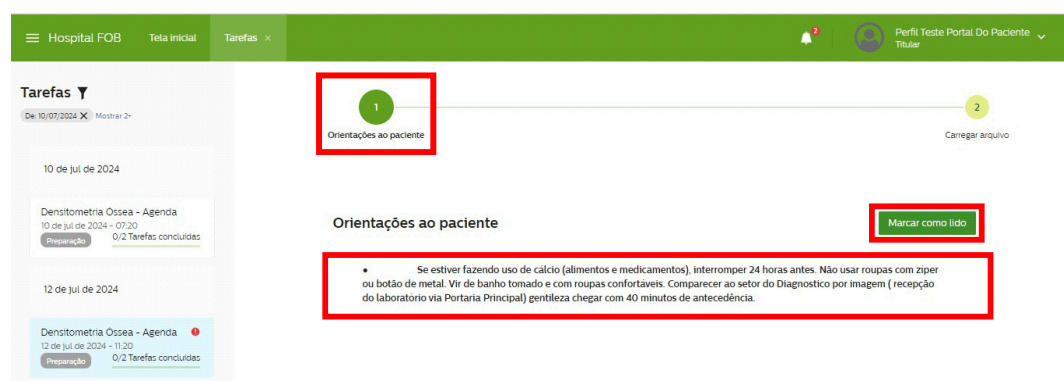 Hospital FOB
Tela inicial
Tarefas ×
2
Perfil Teste Portal Do Paciente
Titular
Tarefas
De: 10/07/2024 X Mostrar 2+
10 de jul de 2024
Densitometria Óssea - Agenda
10 de jul de 2024 - 07:20
Preparação 0/2 Tarefas concluídas
12 de jul de 2024
Densitometria Óssea - Agenda
12 de jul de 2024 - 11:20
Preparação 0/2 Tarefas concluídas
1
Orientações ao paciente
2
Carregar arquivo
Orientações ao paciente
Marcar como lido
• Se estiver fazendo uso de cálcio (alimentos e medicamentos), interromper 24 horas antes. Não usar roupas com ziper
ou botão de metal. Vir de banho tomado e com roupas confortáveis. Comparecer ao setor do Diagnostico por imagem ( recepção
do laboratório via Portaria Principal) gentileza chegar com 40 minutos de antecedência.